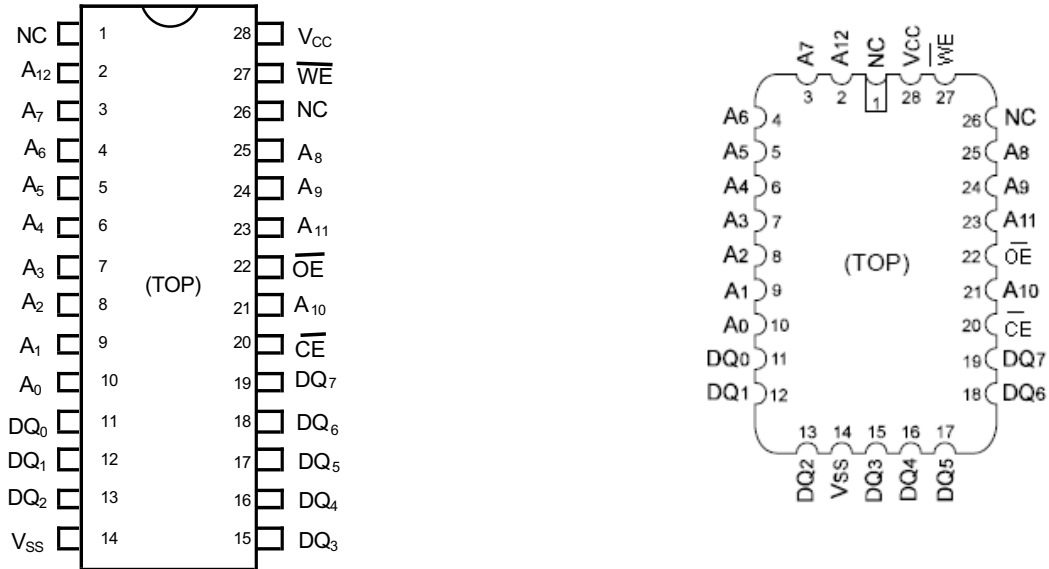 NC 1 28 VCC
A12 2 27 WE
A7 3 26 NC
A6 4 25 A8
A5 5 24 A9
A4 6 23 A11
A3 7 22 OE
(TOP)
A2 8 21 A10
A1 9 20 CE
A0 10 19 DQ7
DQ0 11 18 DQ6
DQ1 12 17 DQ5
DQ2 13 16 DQ4
VSS 14 15 DQ3
A7 A12 NC VCC WE
3 2 1 28 27
A6 4 26 NC
A5 5 25 A8
A4 6 24 A9
A3 7 23 A11
A2 8 22 OE
(TOP)
A1 9 21 A10
A0 10 20 CE
DQ0 11 19 DQ7
DQ1 12 18 DQ6
13 14 15 16 17
DQ2 VSS DQ3 DQ4 DQ5